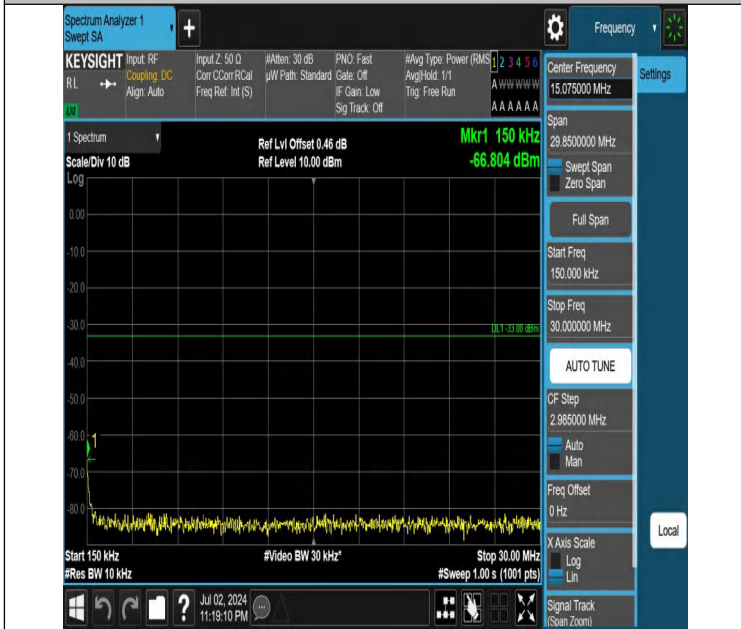 Spectrum Analyzer 1
Swept SA
+
Frequency
KEYSIGHT
RL
LXI
Input: RF
Coupling: DC
Align: Auto
Input Z: 50 Ω
Corr CCorr RCal
Freq Ref: Int (S)
#Atten: 30 dB
µW Path: Standard
PNO: Fast
Gate: Off
IF Gain: Low
Sig Track: Off
#Avg Type: Power (RMS
Avg|Hold: 1/1
Trig: Free Run
1 2 3 4 5 6
A W W W W W
A A A A A A
1 Spectrum
Scale/Div 10 dB
Ref Lvl Offset 0.46 dB
Ref Level 10.00 dBm
Mkr1 150 kHz
-66.804 dBm
Log
0.00
-10.0
-20.0
-30.0
DL1 -33.00 dBm
-40.0
-50.0
-60.0
1
-70.0
-80.0
Start 150 kHz
#Res BW 10 kHz
#Video BW 30 kHz*
Stop 30.00 MHz
#Sweep 1.00 s (1001 pts)
Center Frequency
15.075000 MHz
Settings
Span
29.8500000 MHz
Swept Span
Zero Span
Full Span
Start Freq
150.000 kHz
Stop Freq
30.000000 MHz
AUTO TUNE
CF Step
2.985000 MHz
Auto
Man
Freq Offset
0 Hz
X Axis Scale
Log
Lin
Local
Signal Track
(Span Zoom)
?
Jul 02, 2024
11:19:10 PM